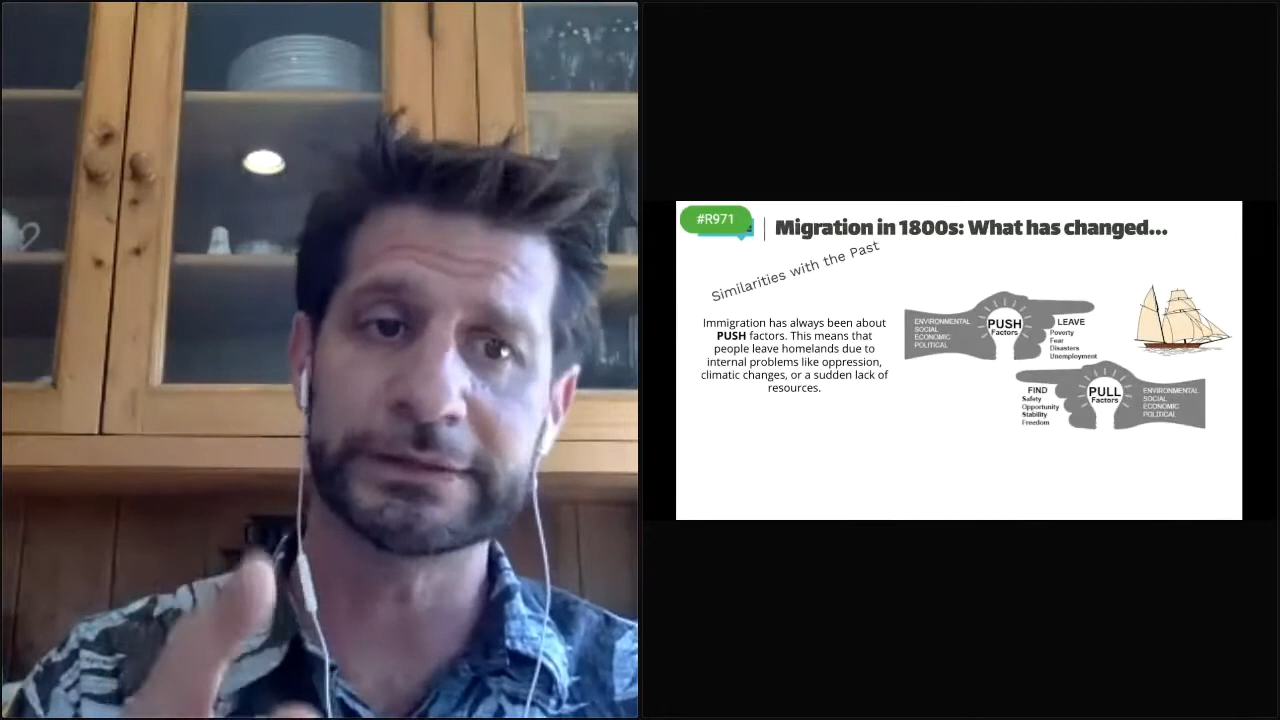 #R971
Migration in 1800s: What has changed...
Similarities with the Past
Immigration has always been about
PUSH factors. This means that
people leave homelands due to
internal problems like oppression,
climatic changes, or a sudden lack of
resources.
ENVIRONMENTAL
SOCIAL
ECONOMIC
POLITICAL
PUSH
Factors
LEAVE
Poverty
Fear
Disasters
Unemployment
FIND
Safety
Opportunity
Stability
Freedom
PULL
Factors
ENVIRONMENTAL
SOCIAL
ECONOMIC
POLITICAL